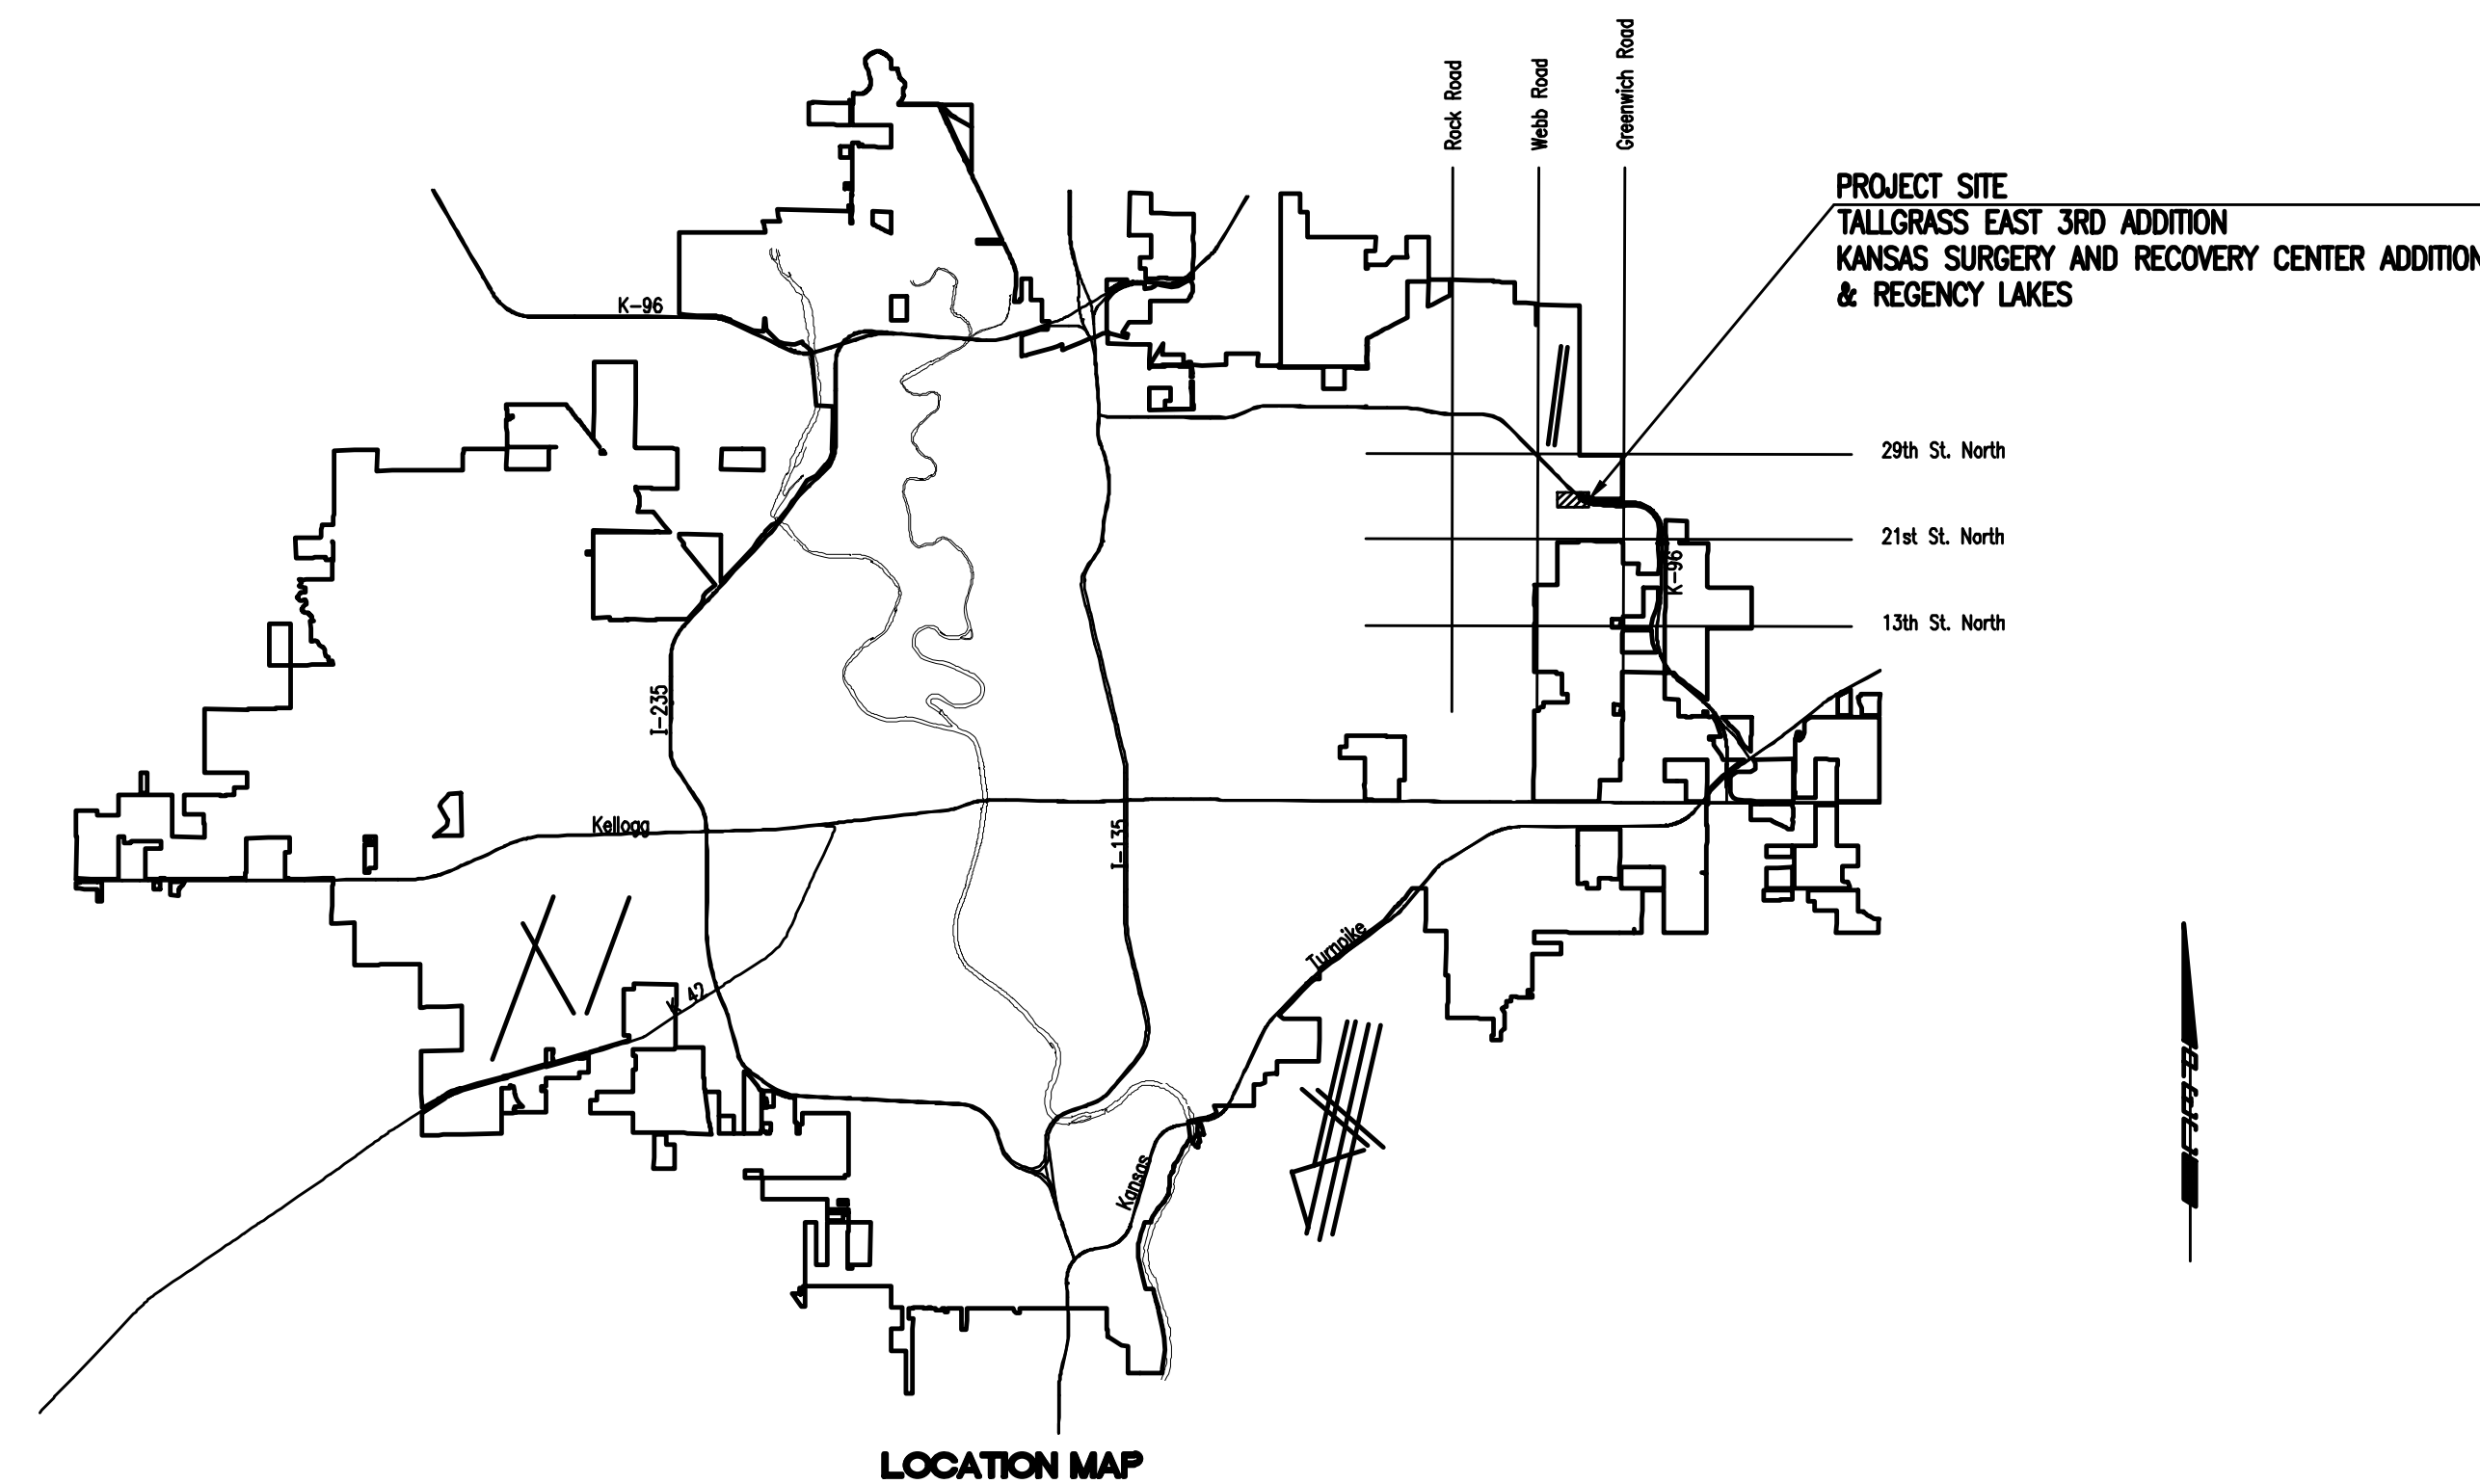 Rock Road
Webb Road
Greenwich Road
PROJECT SITE
TALLGRASS EAST 3RD ADDITION
KANSAS SURGERY AND RECOVERY CENTER ADDITION
& REGENCY LAKES
K-96
29th St. North
21st St. North
K-96
13th St. North
I-235
Kellogg
I-135
Turnpike
K 42
Kansas
LOCATION MAP